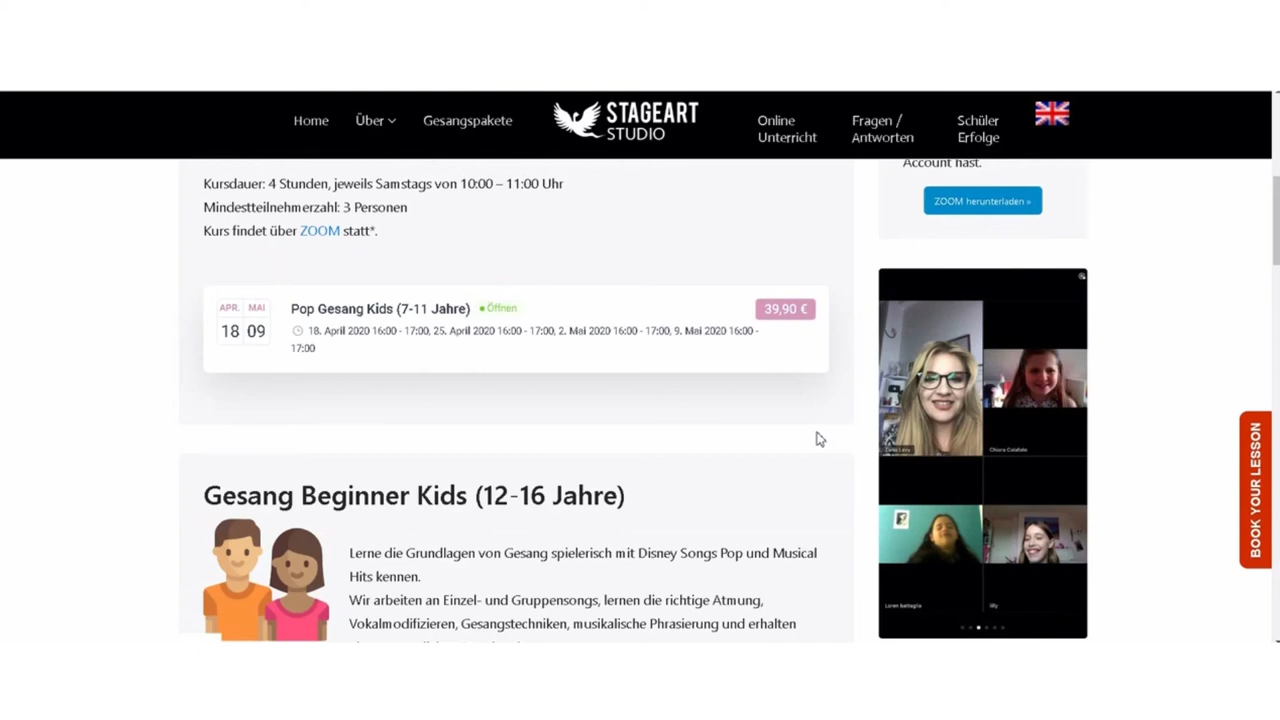 Home
Über
Gesangspakete
STAGEART
STUDIO
Online
Unterricht
Fragen /
Antworten
Schüler
Erfolge
Kursdauer: 4 Stunden, jeweils Samstags von 10:00 – 11:00 Uhr
Mindestteilnehmerzahl: 3 Personen
Kurs findet über ZOOM statt*.
APR. MAI
18 09
Pop Gesang Kids (7-11 Jahre) Öffnen
39,90 €
18. April 2020 16:00 - 17:00, 25. April 2020 16:00 - 17:00, 2. Mai 2020 16:00 - 17:00, 9. Mai 2020 16:00 -
17:00
Gesang Beginner Kids (12-16 Jahre)
Lerne die Grundlagen von Gesang spielerisch mit Disney Songs Pop und Musical
Hits kennen.
Wir arbeiten an Einzel- und Gruppensongs, lernen die richtige Atmung,
Vokalmodifizieren, Gesangstechniken, musikalische Phrasierung und erhalten
Account hast.
ZOOM herunterladen »
BOOK YOUR LESSON